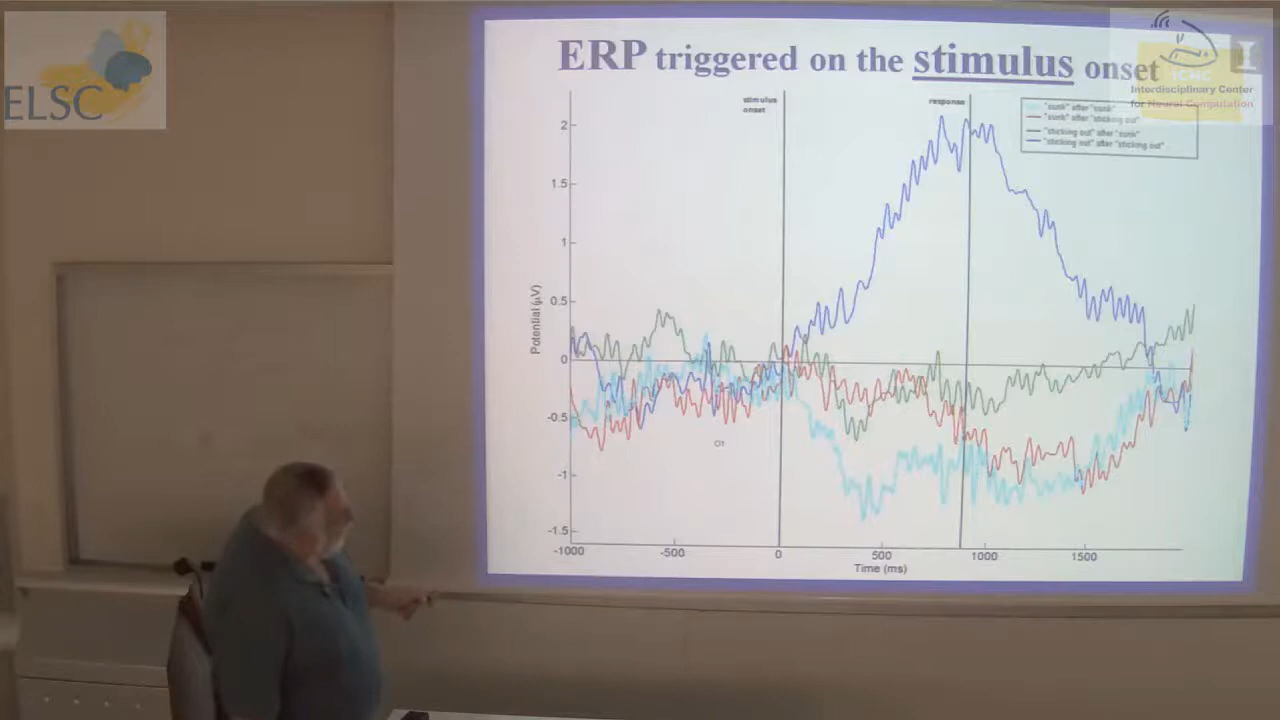 ELSC
ERP triggered on the stimulus onset
ICNC
Interdisciplinary Center
for Neural Computation
I
stimulus
onset
response
"sunk" after "sunk"
"sunk" after "sticking out"
"sticking out" after "sunk"
"sticking out" after "sticking out"
2
1.5
1
0.5
0
-0.5
-1
-1.5
Potential (µV)
-1000
-500
0
500
1000
1500
Time (ms)